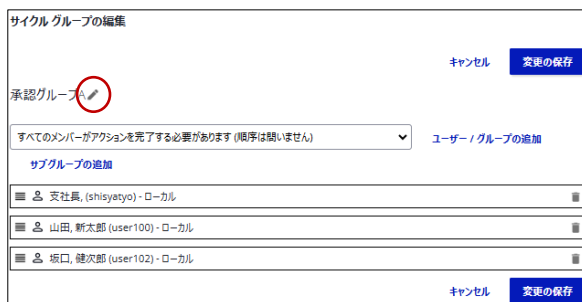 サイクル グループの編集
キャンセル 変更の保存
承認グループA
すべてのメンバーがアクションを完了する必要があります (順序は問いません) ユーザー / グループの追加
サブグループの追加
支社長, (shisyatyo) - ローカル
山田, 新太郎 (user100) - ローカル
坂口, 健次郎 (user102) - ローカル
キャンセル 変更の保存